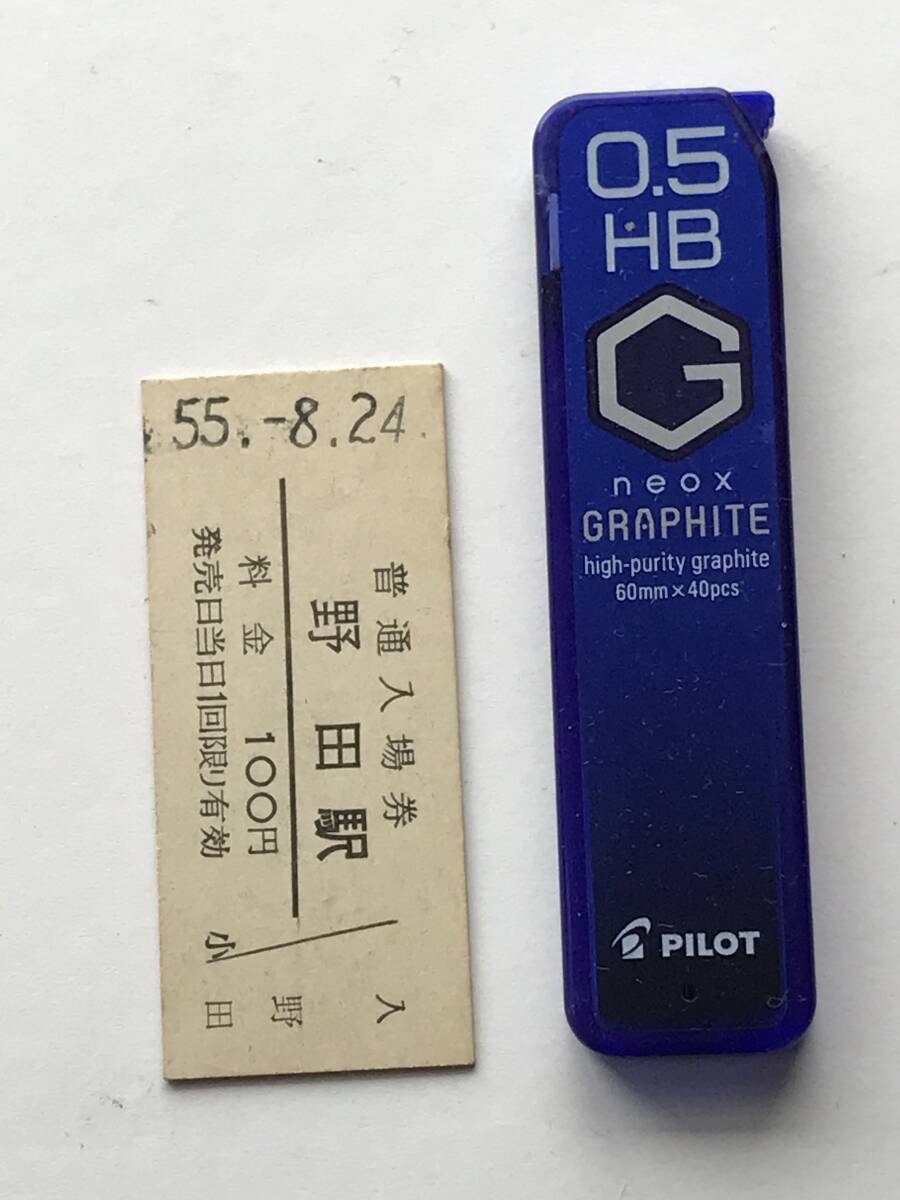 55.-8.24
普通入場券
野田駅
料金 100円
発売日当日1回限り有効
小
入
野
田
0.5
HB
G
neox
GRAPHITE
high-purity graphite
60mm×40pcs
PILOT